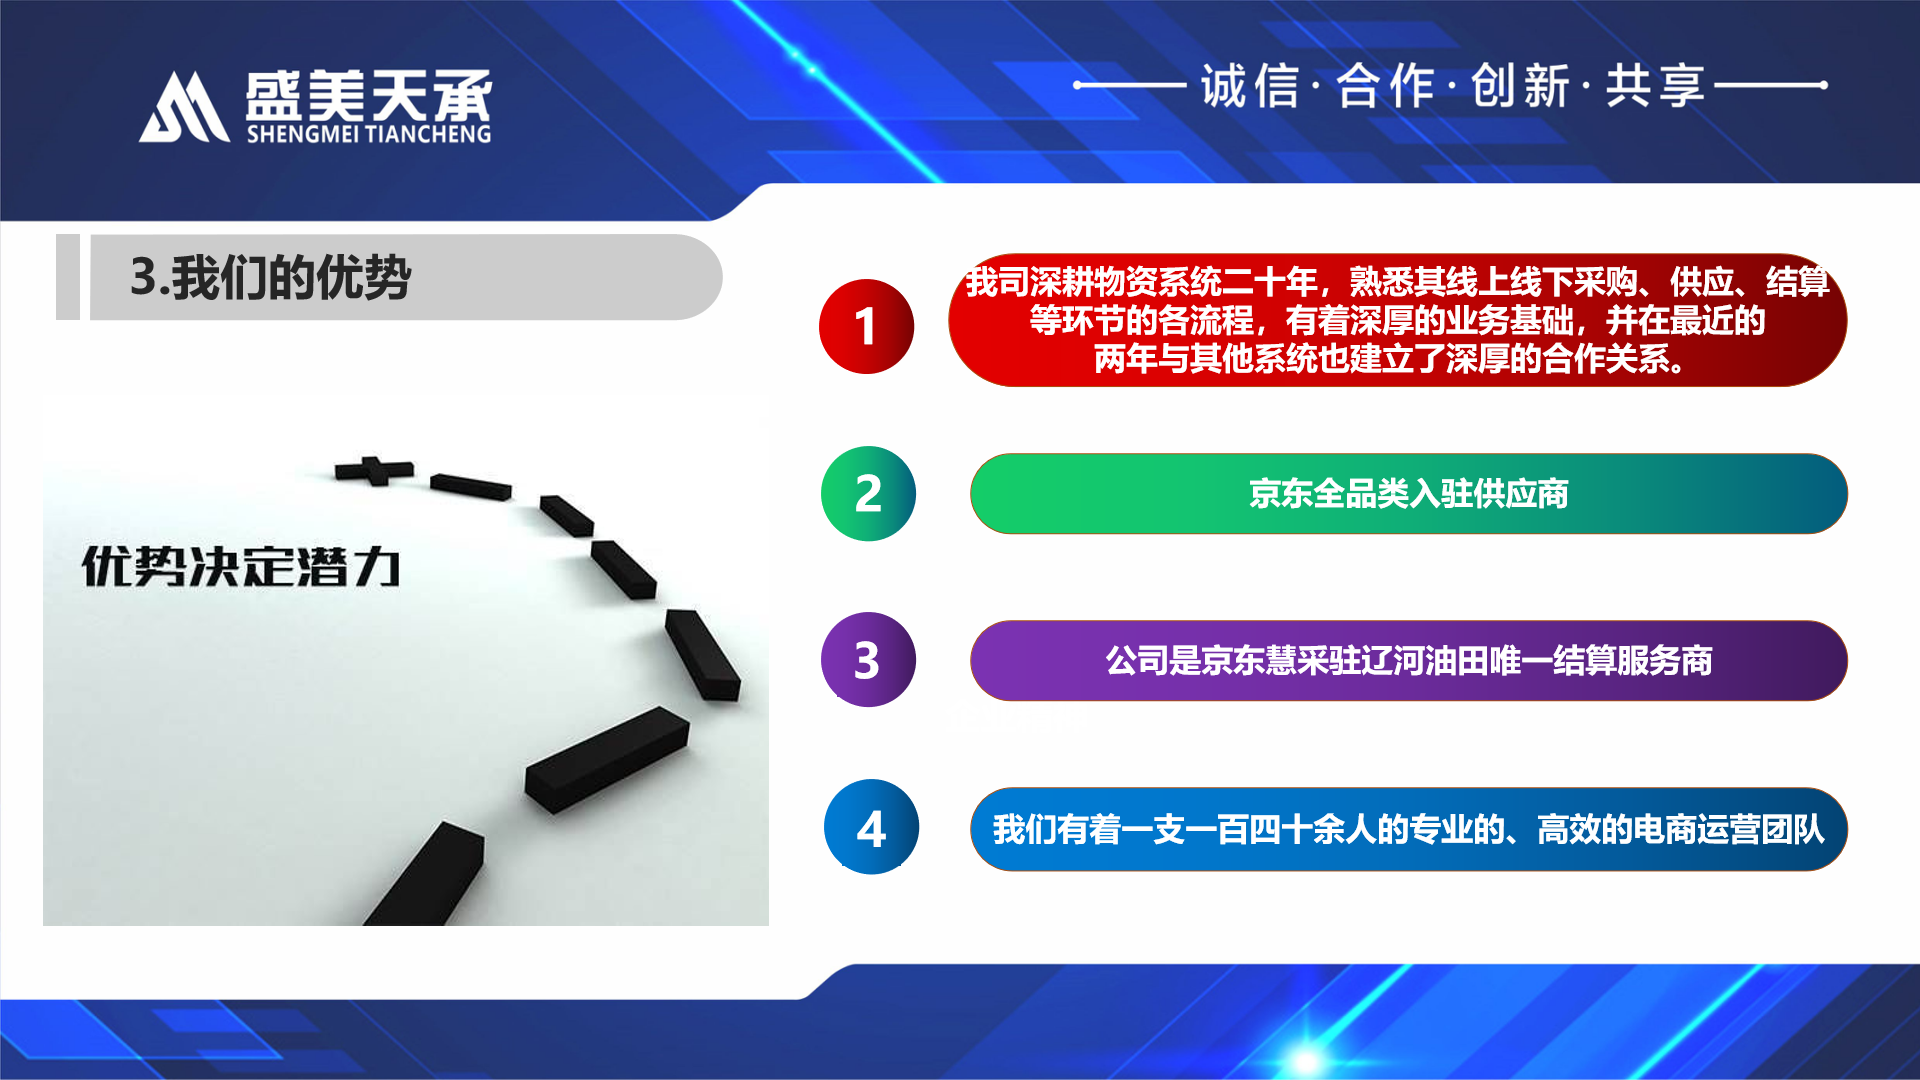 盛美天承
SHENGMEI TIANCHENG
诚信·合作·创新·共享
3.我们的优势
优势决定潜力
1
我司深耕物资系统二十年，熟悉其线上线下采购、供应、结算
等环节的各流程，有着深厚的业务基础，并在最近的
两年与其他系统也建立了深厚的合作关系。
2
京东全品类入驻供应商
3
公司是京东慧采驻辽河油田唯一结算服务商
4
我们有着一支一百四十余人的专业的、高效的电商运营团队